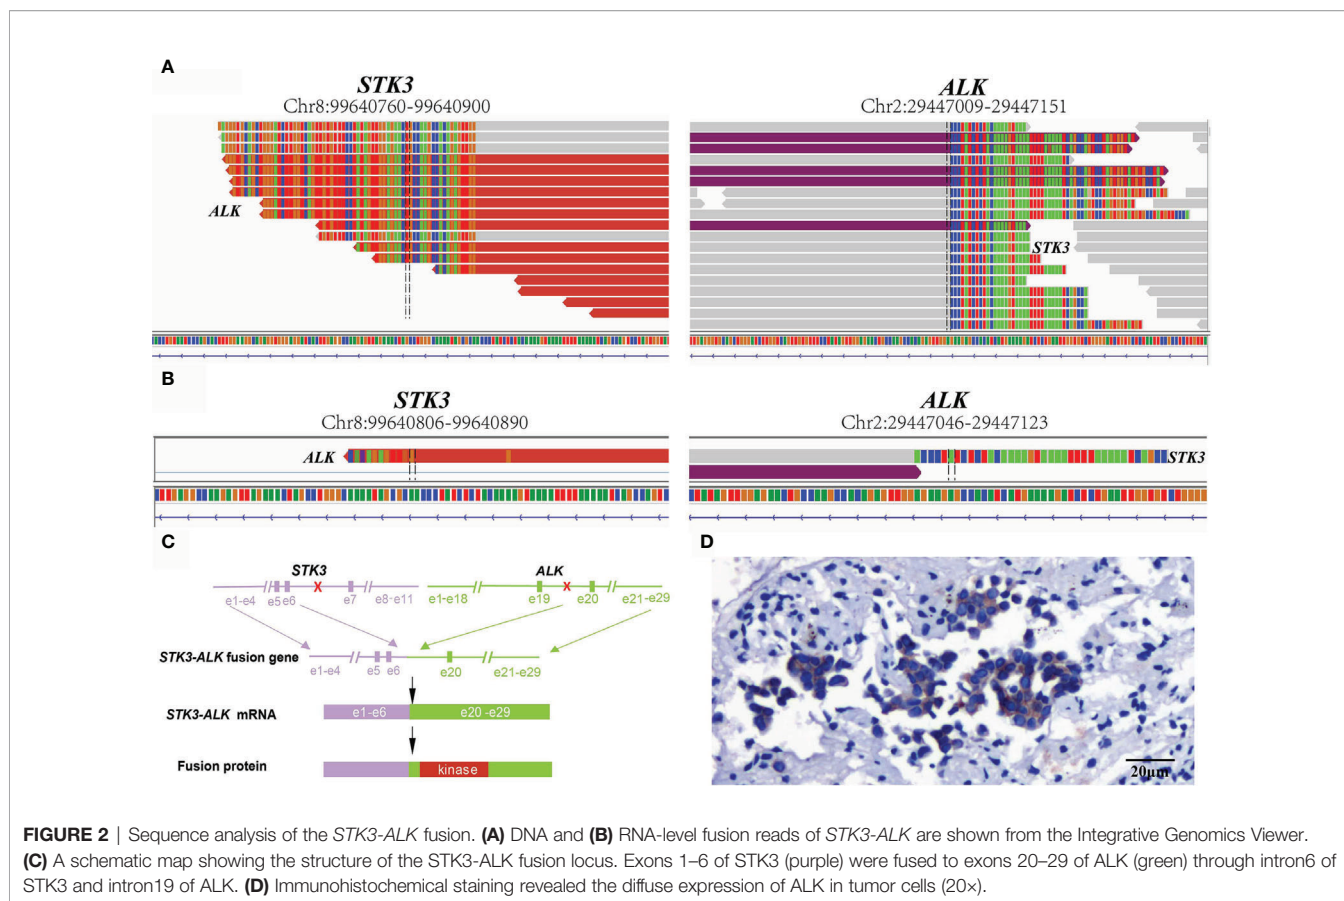 A
STK3
Chr8:99640760-99640900
ALK
Chr2:29447009-29447151
ALK
STK3
B
STK3
Chr8:99640806-99640890
ALK
Chr2:29447046-29447123
ALK
STK3
C
STK3
ALK
e1-e4
e5
e6
e7
e8-e11
e1-e18
e19
e20
e21-e29
STK3-ALK fusion gene
e1-e4
e5
e6
e20
e21-e29
STK3-ALK mRNA
e1-e6
e20 -e29
Fusion protein
kinase
D
20μm
FIGURE 2 | Sequence analysis of the STK3-ALK fusion. (A) DNA and (B) RNA-level fusion reads of STK3-ALK are shown from the Integrative Genomics Viewer.
(C) A schematic map showing the structure of the STK3-ALK fusion locus. Exons 1–6 of STK3 (purple) were fused to exons 20–29 of ALK (green) through intron6 of
STK3 and intron19 of ALK. (D) Immunohistochemical staining revealed the diffuse expression of ALK in tumor cells (20×).